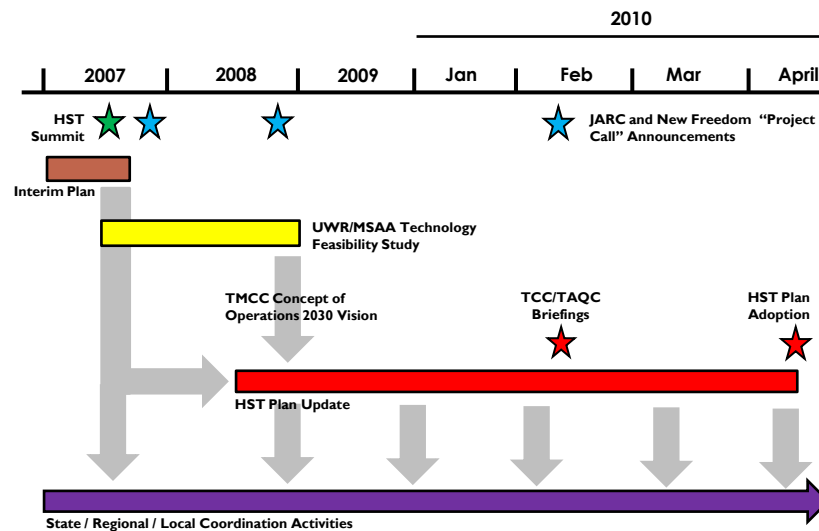 2010
2007 2008 2009 Jan Feb Mar April
HST
Summit
JARC and New Freedom “Project
Call” Announcements
Interim Plan
UWR/MSAA Technology
Feasibility Study
TMCC Concept of
Operations 2030 Vision
TCC/TAQC
Briefings
HST Plan
Adoption
HST Plan Update
State / Regional / Local Coordination Activities